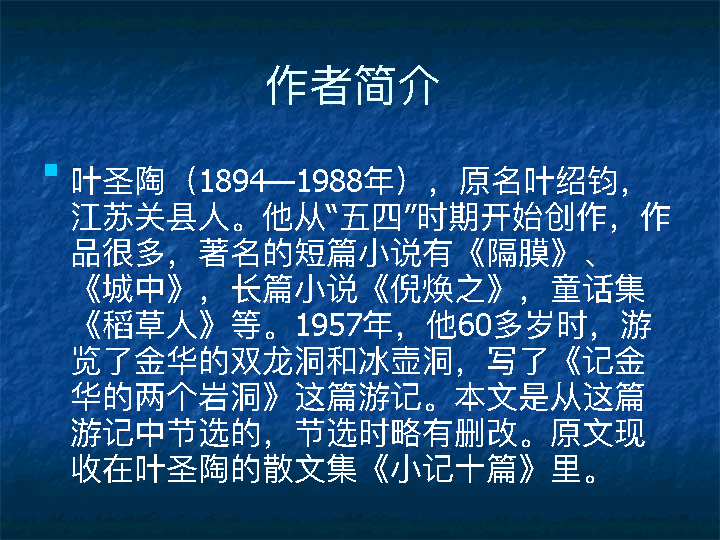 作者简介
叶圣陶（1894—1988年），原名叶绍钧，
江苏关县人。他从“五四”时期开始创作，作
品很多，著名的短篇小说有《隔膜》、
《城中》，长篇小说《倪焕之》，童话集
《稻草人》等。1957年，他60多岁时，游
览了金华的双龙洞和冰壶洞，写了《记金
华的两个岩洞》这篇游记。本文是从这篇
游记中节选的，节选时略有删改。原文现
收在叶圣陶的散文集《小记十篇》里。